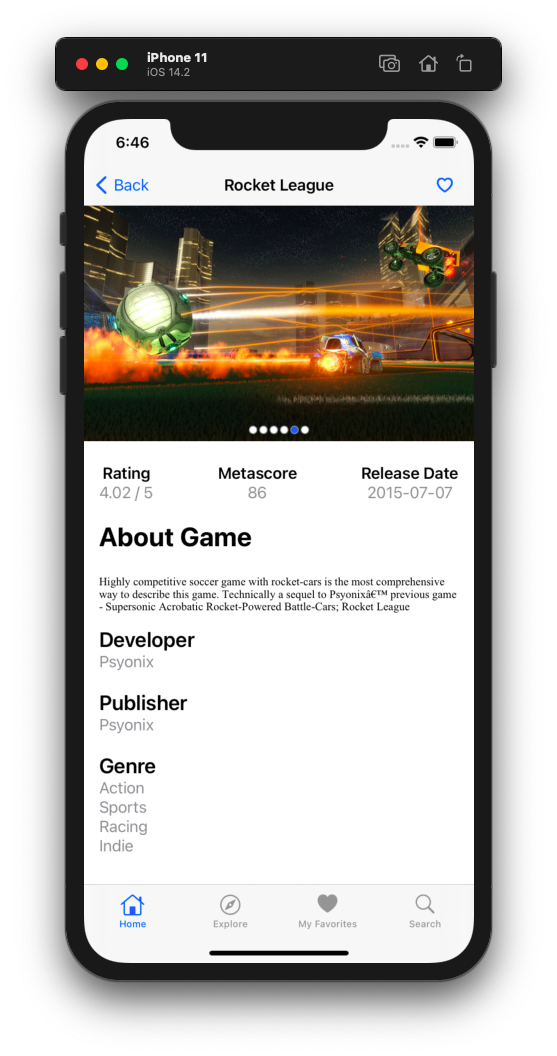 iPhone 11
iOS 14.2
6:46
Back
Rocket League
Rating
Metascore
Release Date
4.02 / 5
86
2015-07-07
About Game
Highly competitive soccer game with rocket-cars is the most comprehensive
way to describe this game. Technically a sequel to Psyonixâ€™ previous game
- Supersonic Acrobatic Rocket-Powered Battle-Cars; Rocket League
Developer
Psyonix
Publisher
Psyonix
Genre
Action
Sports
Racing
Indie
Home
Explore
My Favorites
Search